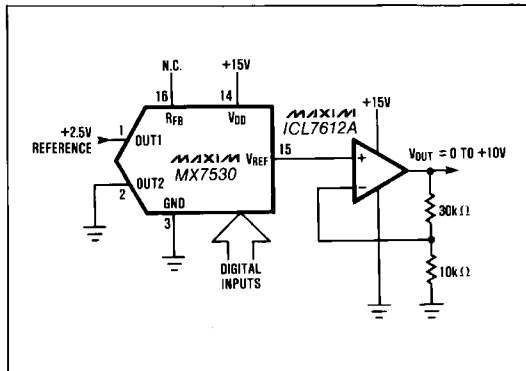 N.C.
+15V
16
14
RFB
VDD
+2.5V
REFERENCE
1
OUT1
MAXIM
MX7530
VREF
15
MAXIM
ICL7612A
+15V
+
−
VOUT = 0 TO +10V
OUT2
2
GND
3
DIGITAL
INPUTS
30kΩ
10kΩ